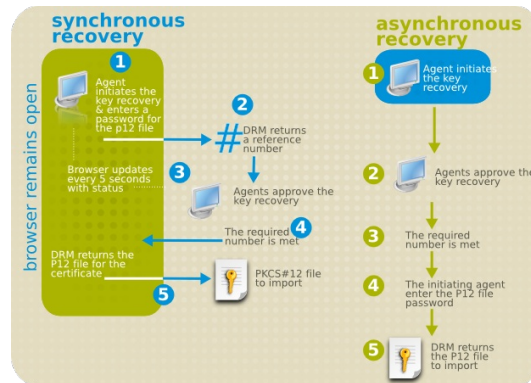 synchronous
recovery
browser remains open
1
Agent
initiates the
key recovery
& enters a
password for
the p12 file
2
#
DRM returns
a reference
number
Browser updates
every 5 seconds
with status
3
Agents approve the
key recovery
4
The required
number is met
DRM returns the
P12 file for the
certificate
5
PKCS#12 file
to import
asynchronous
recovery
1
Agent initiates
the key
recovery
2
Agents approve the
key recovery
3
The required
number is met
4
The initiating agent
enter the P12 file
password
5
DRM returns
the P12 file
to import